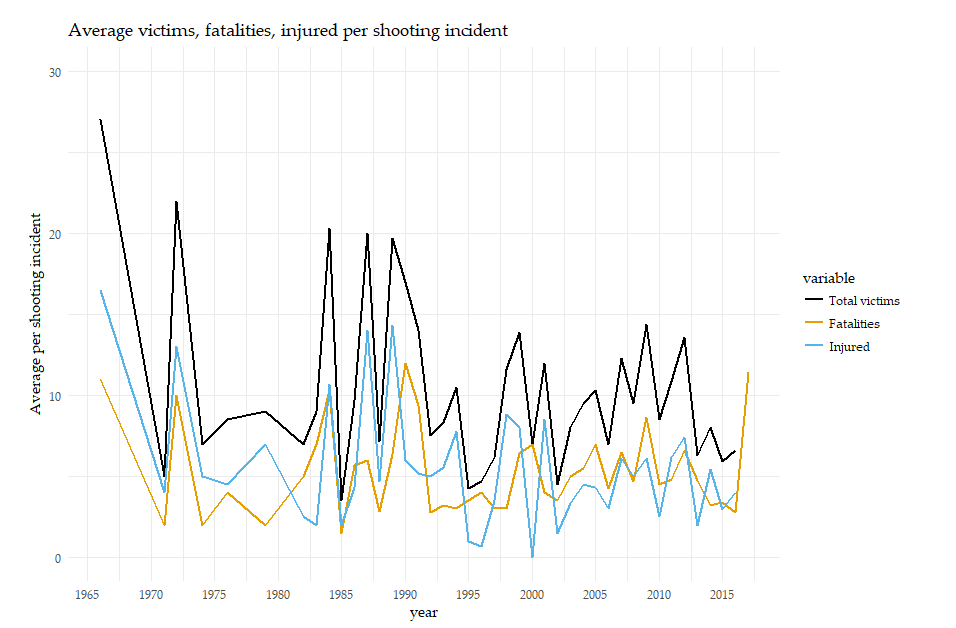 Average victims, fatalities, injured per shooting incident
Average per shooting incident
30
20
10
0
1965 1970 1975 1980 1985 1990 1995 2000 2005 2010 2015
year
variable
Total victims
Fatalities
Injured